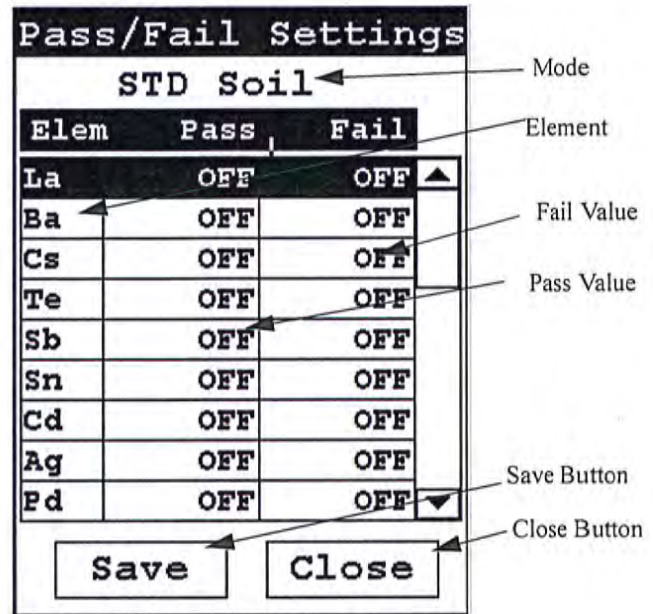 Pass/Fail Settings
STD Soil
Mode
Elem Pass Fail
Element
La OFF OFF
Ba OFF OFF
Fail Value
Cs OFF OFF
Te OFF OFF
Pass Value
Sb OFF OFF
Sn OFF OFF
Cd OFF OFF
Ag OFF OFF
Save Button
Pd OFF OFF
Close Button
Save Close